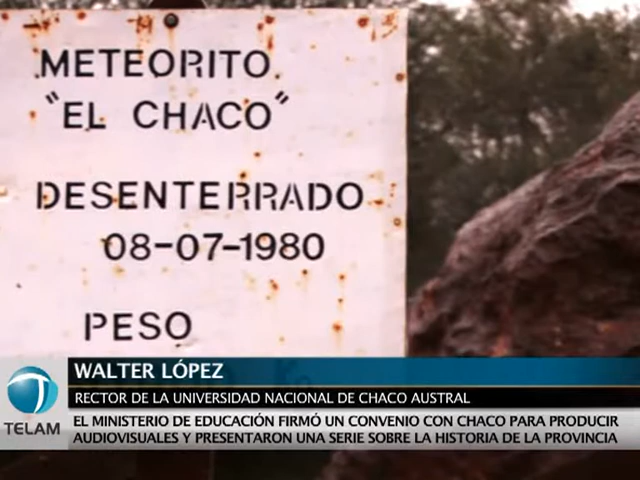 METEORITO
"EL CHACO"
DESENTERRADO
08-07-1980
PESO
WALTER LÓPEZ
RECTOR DE LA UNIVERSIDAD NACIONAL DE CHACO AUSTRAL
TELAM
EL MINISTERIO DE EDUCACIÓN FIRMÓ UN CONVENIO CON CHACO PARA PRODUCIR
AUDIOVISUALES Y PRESENTARON UNA SERIE SOBRE LA HISTORIA DE LA PROVINCIA